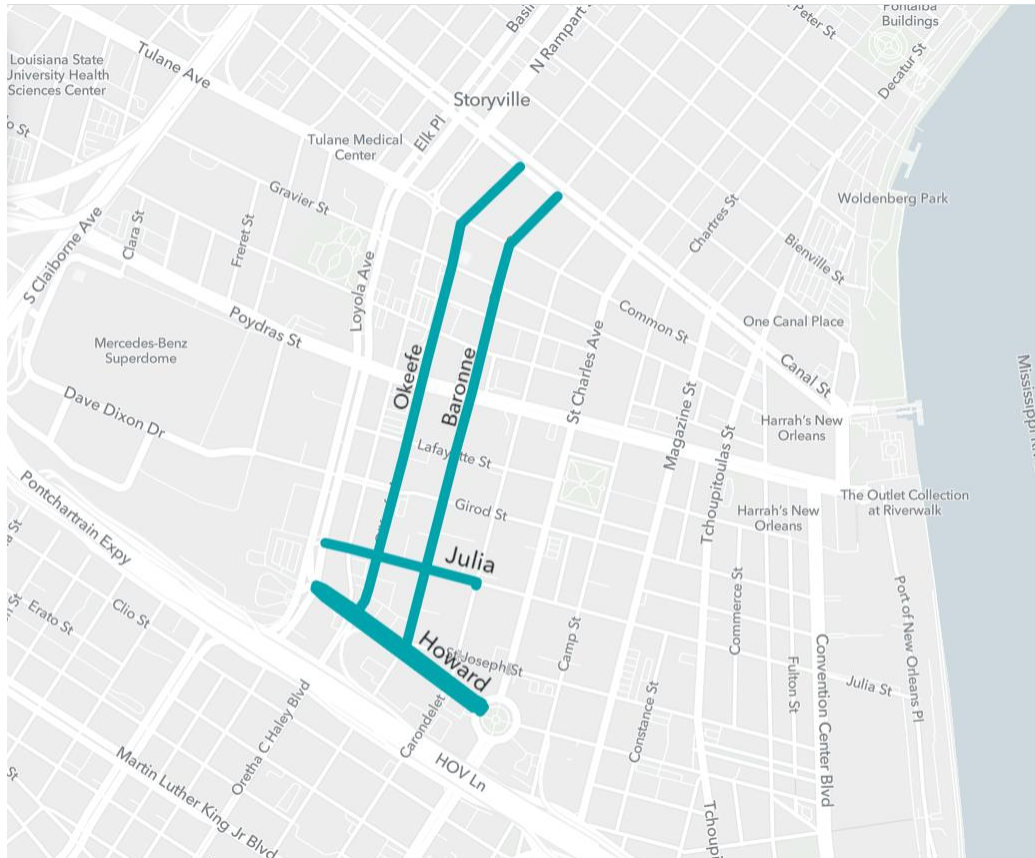 Fontalba
Buildings
Peter St
Basin
N Rampart
Decatur St
Tulane Ave
Louisiana State
University Health
Sciences Center
Storyville
Elk Pl
Tulane Medical
Center
St
Gravier St
Woldenberg Park
Clara St
Freret St
Chartres St
Bienville St
S Claiborne Ave
Loyola Ave
Poydras St
Common St
One Canal Place
Mercedes-Benz
Superdome
Okeefe
Baronne
St Charles Ave
Canal St
Mississippi
Dave Dixon Dr
Magazine St
Harrah's New
Orleans
Lafayette St
Tchoupitoulas St
Pontchartrain Expy
Girod St
The Outlet Collection
at Riverwalk
Harrah's New
Orleans
Julia
Erato St
Clio St
Commerce St
Port of New Orleans Pl
Howard
St Joseph St
Camp St
Convention Center Blvd
Fulton St
Julia St
Constance St
Oretha C Haley Blvd
Carondelet
HOV Ln
Martin Luther King Jr Blvd
St
Tchoupi